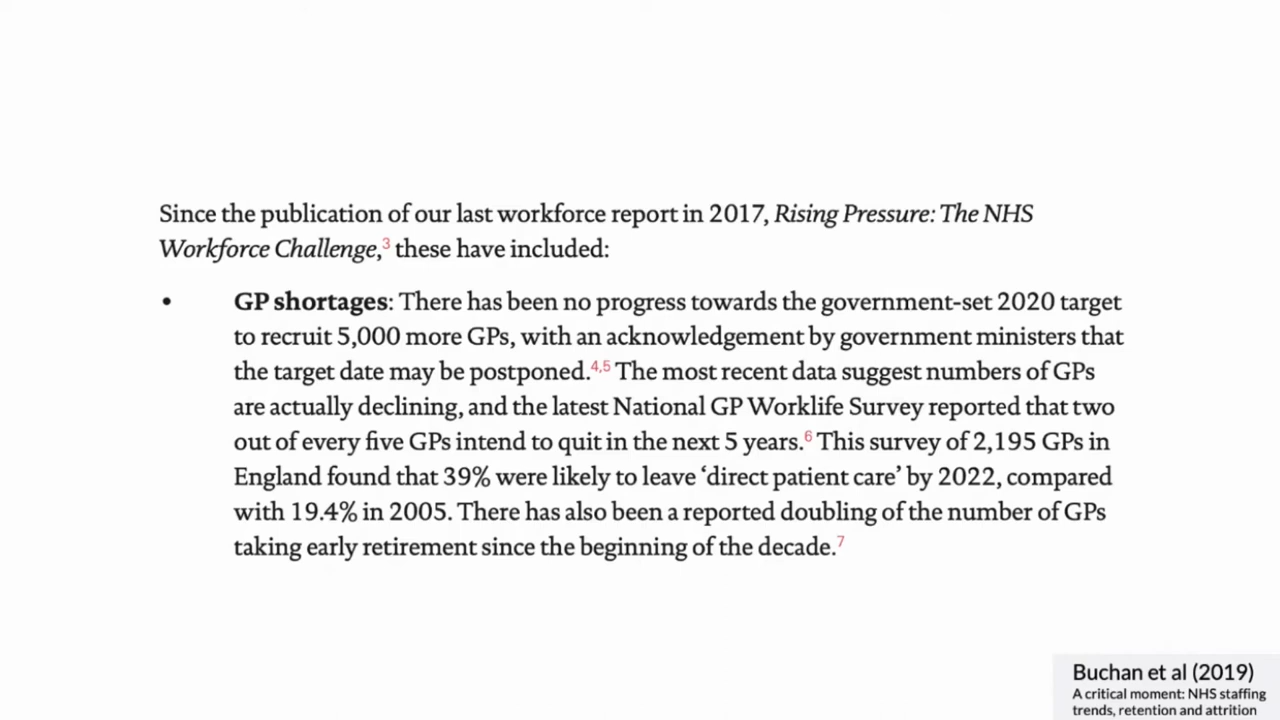 Since the publication of our last workforce report in 2017, Rising Pressure: The NHS
Workforce Challenge,3 these have included:
• GP shortages: There has been no progress towards the government-set 2020 target
to recruit 5,000 more GPs, with an acknowledgement by government ministers that
the target date may be postponed.4,5 The most recent data suggest numbers of GPs
are actually declining, and the latest National GP Worklife Survey reported that two
out of every five GPs intend to quit in the next 5 years.6 This survey of 2,195 GPs in
England found that 39% were likely to leave ‘direct patient care’ by 2022, compared
with 19.4% in 2005. There has also been a reported doubling of the number of GPs
taking early retirement since the beginning of the decade.7
Buchan et al (2019)
A critical moment: NHS staffing
trends, retention and attrition